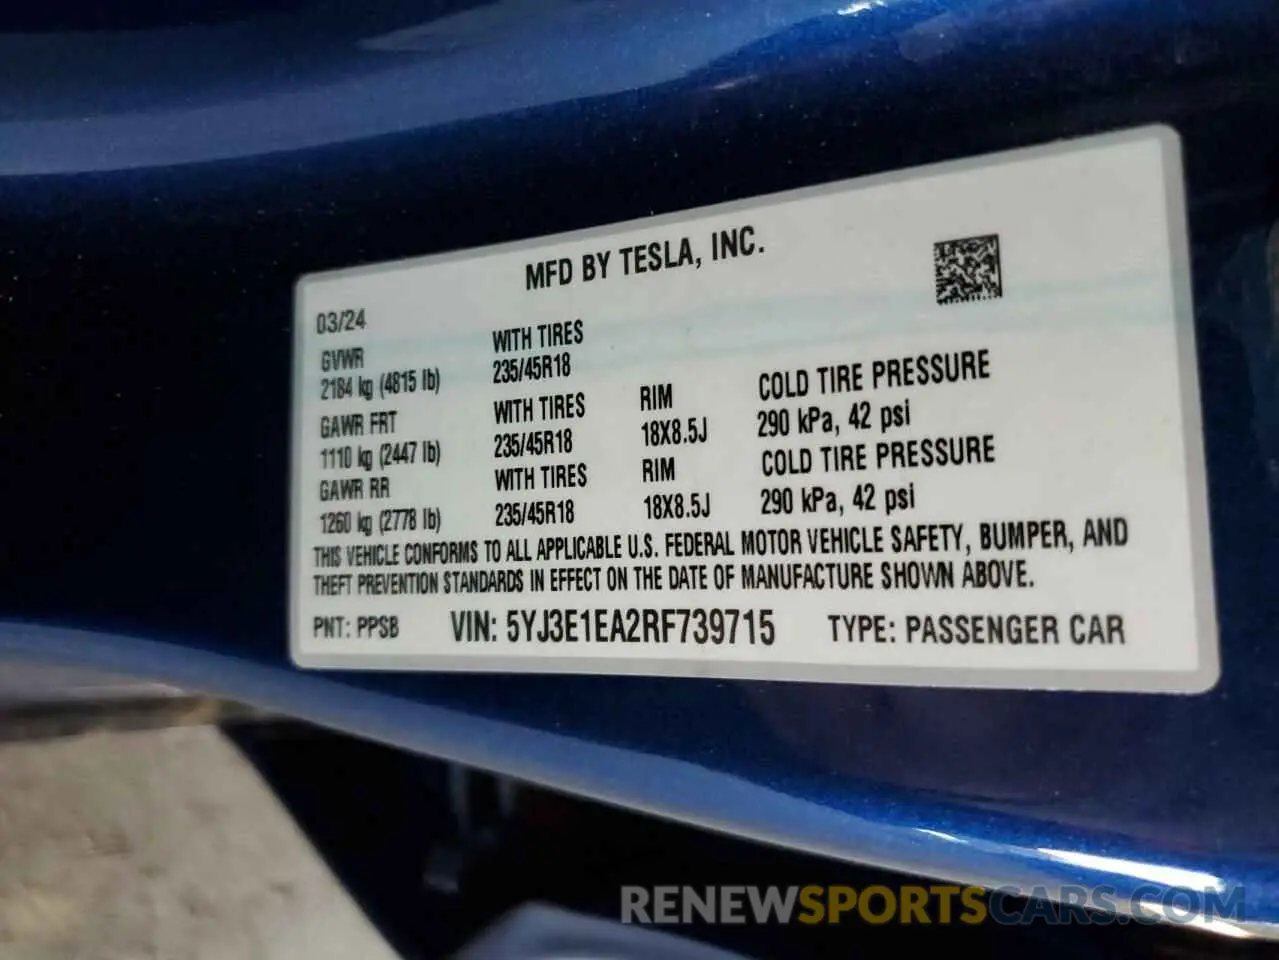 MFD BY TESLA, INC.
03/24
GVWR WITH TIRES
2184 kg (4815 lb) 235/45R18
GAWR FRT WITH TIRES RIM COLD TIRE PRESSURE
1110 kg (2447 lb) 235/45R18 18X8.5J 290 kPa, 42 psi
GAWR RR WITH TIRES RIM COLD TIRE PRESSURE
1260 kg (2778 lb) 235/45R18 18X8.5J 290 kPa, 42 psi
THIS VEHICLE CONFORMS TO ALL APPLICABLE U.S. FEDERAL MOTOR VEHICLE SAFETY, BUMPER, AND
THEFT PREVENTION STANDARDS IN EFFECT ON THE DATE OF MANUFACTURE SHOWN ABOVE.
PNT: PPSB VIN: 5YJ3E1EA2RF739715 TYPE: PASSENGER CAR
RENEWSPORTSCARS.COM